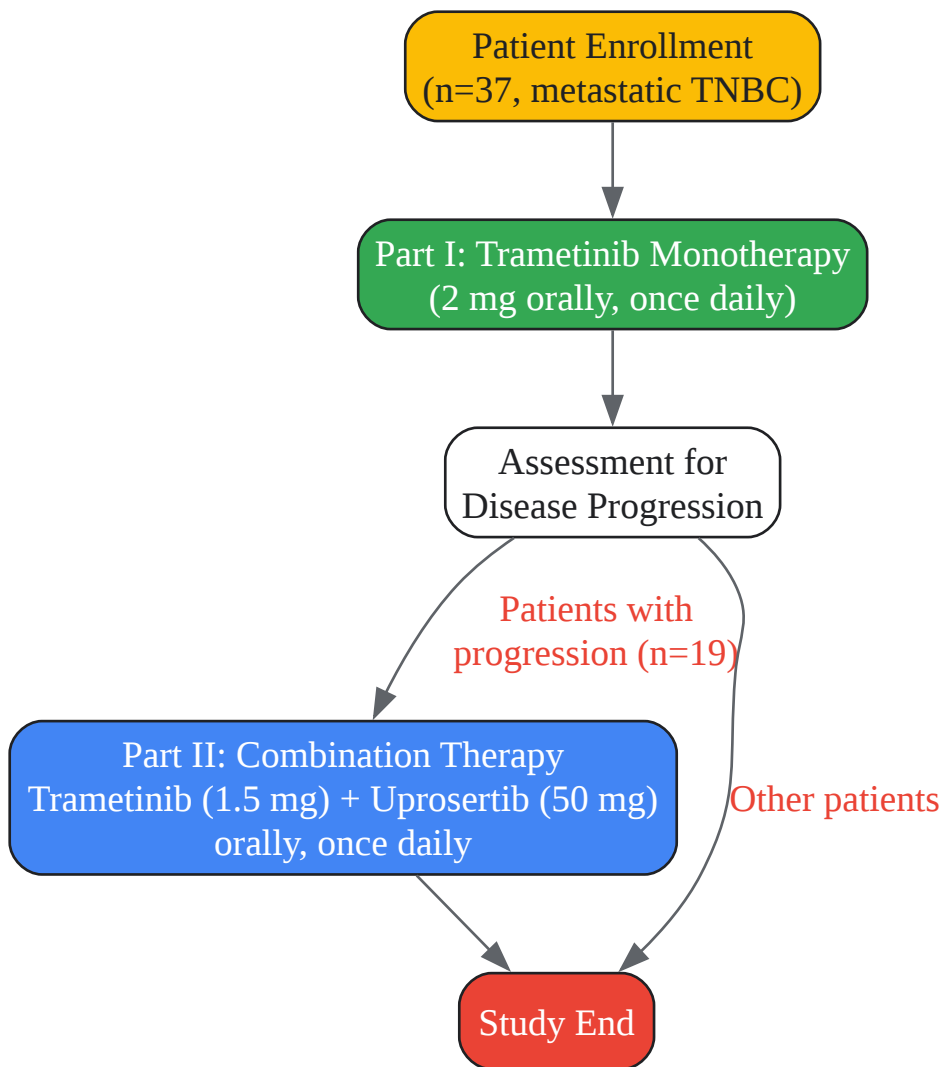 Patient Enrollment
(n=37, metastatic TNBC)
Part I: Trametinib Monotherapy
(2 mg orally, once daily)
Assessment for
Disease Progression
Patients with
progression (n=19)
Part II: Combination Therapy
Trametinib (1.5 mg) + Uprosertib (50 mg)
orally, once daily
Other patients
Study End